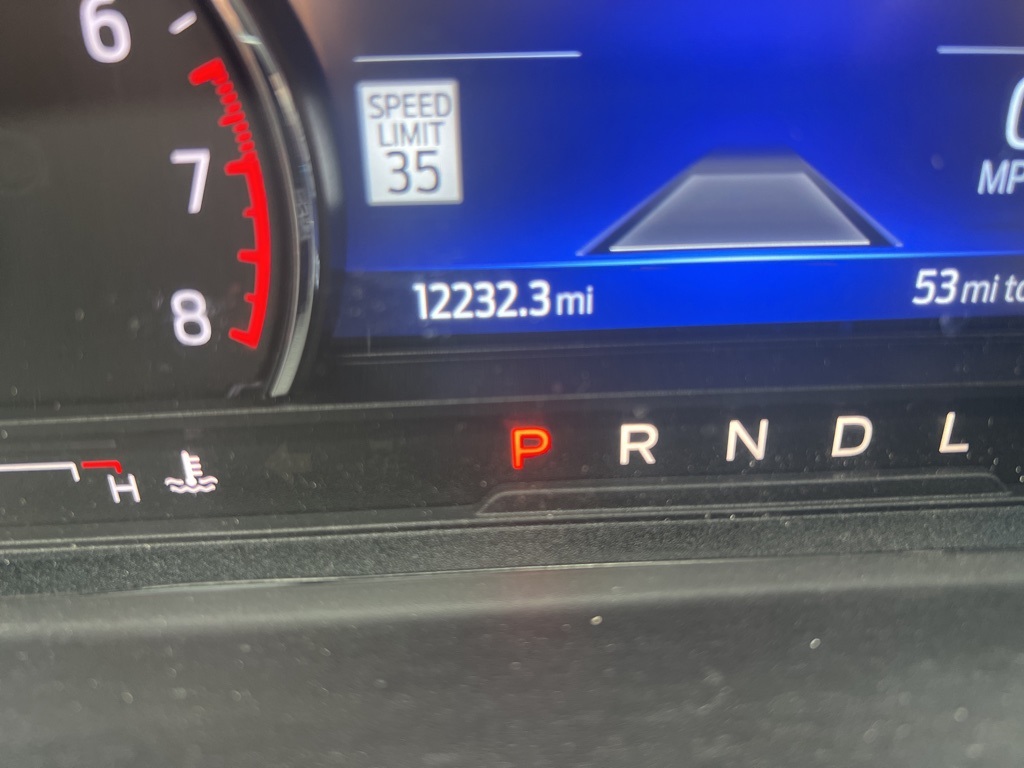 6
7
8
SPEED
LIMIT
35
12232.3 mi
53 mi
H
P R N D L